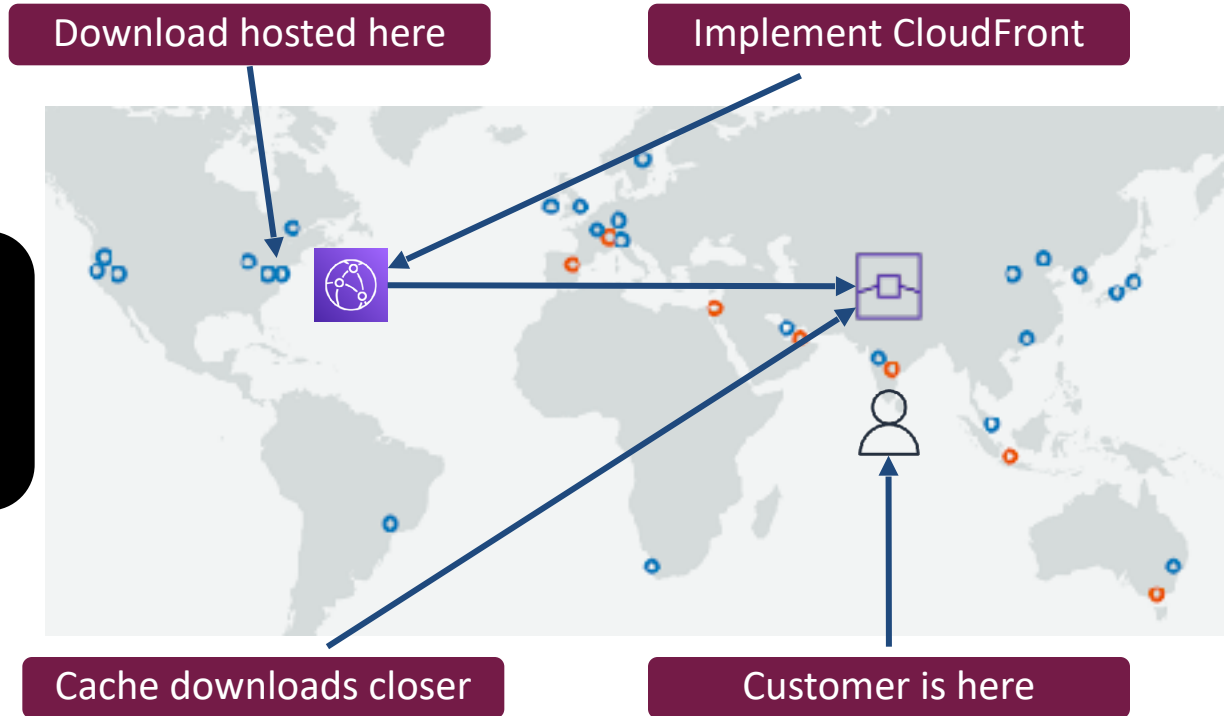 Download hosted here
Implement CloudFront
Cache downloads closer
Customer is here